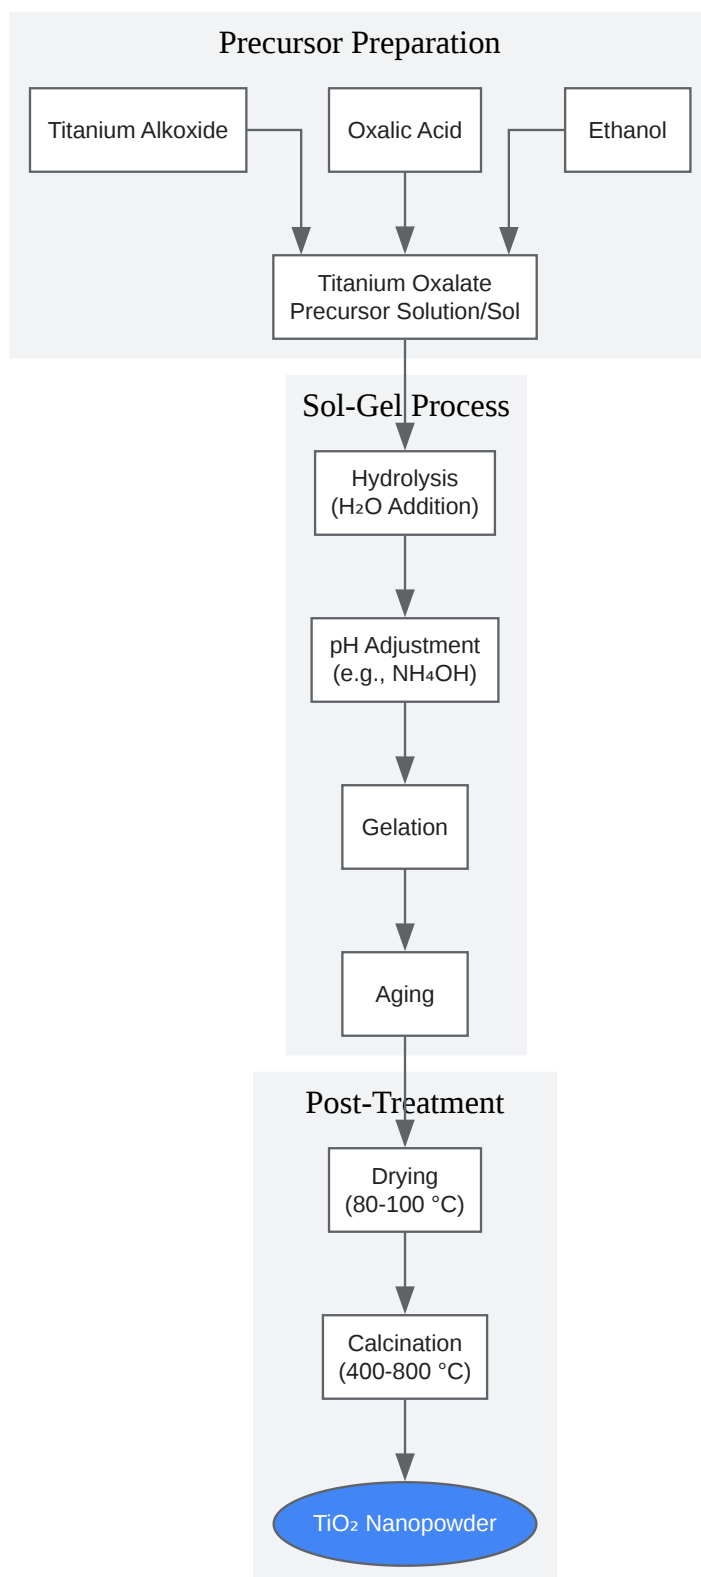 Precursor Preparation
Titanium Alkoxide
Oxalic Acid
Ethanol
Titanium Oxalate
Precursor Solution/Sol
Sol-Gel Process
Hydrolysis
(H₂O Addition)
pH Adjustment
(e.g., NH₄OH)
Gelation
Aging
Post-Treatment
Drying
(80-100 °C)
Calcination
(400-800 °C)
TiO₂ Nanopowder